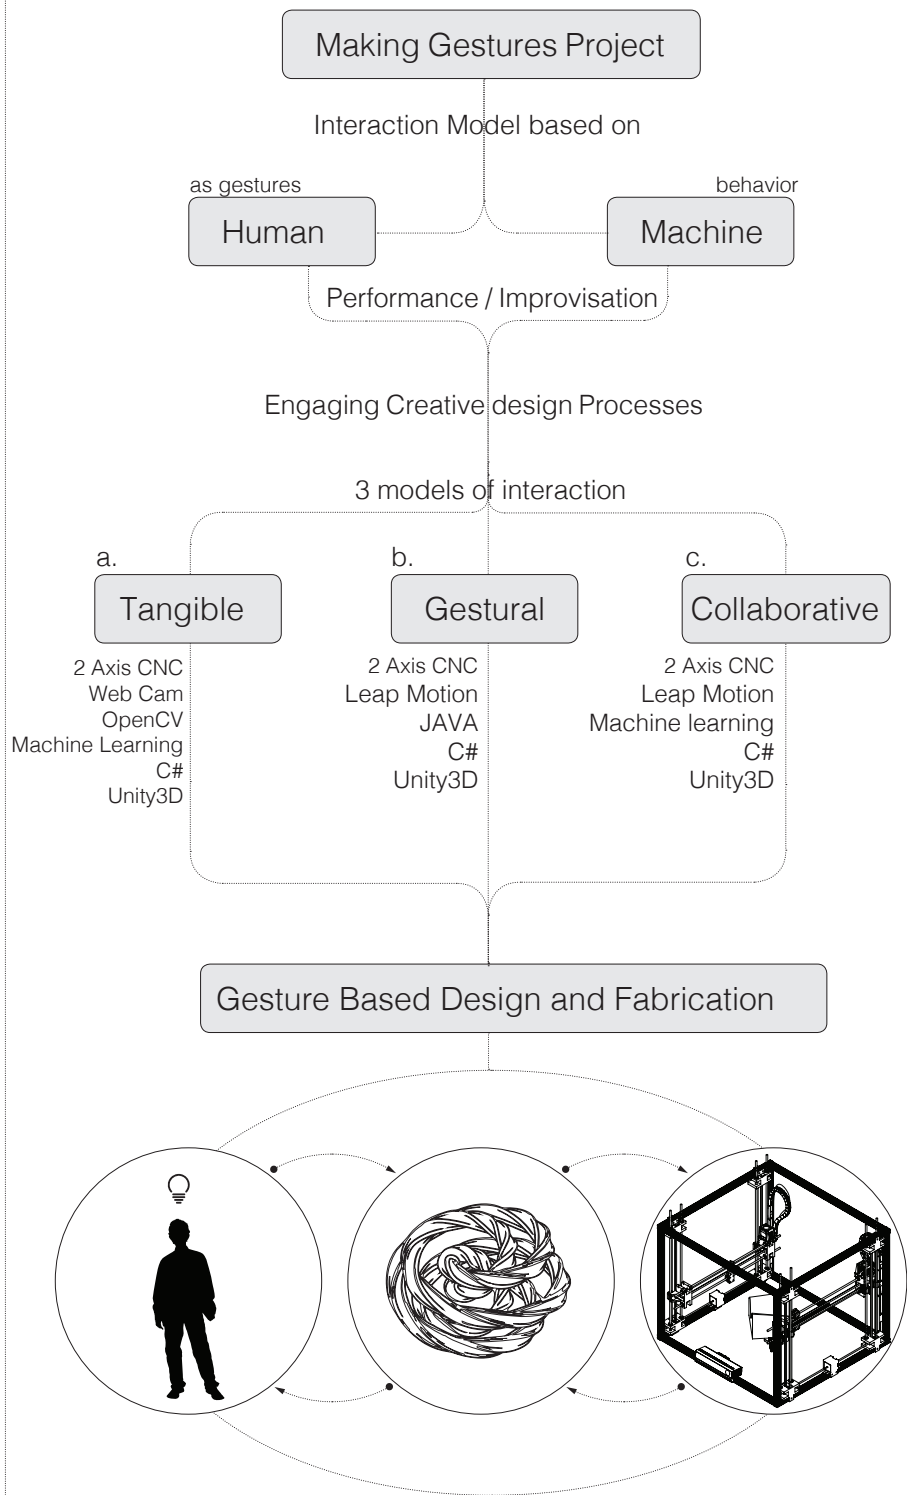 Making Gestures Project
Interaction Model based on
as gestures
Human
behavior
Machine
Performance / Improvisation
Engaging Creative design Processes
3 models of interaction
a.
Tangible
2 Axis CNC
Web Cam
OpenCV
Machine Learning
C#
Unity3D
b.
Gestural
2 Axis CNC
Leap Motion
JAVA
C#
Unity3D
c.
Collaborative
2 Axis CNC
Leap Motion
Machine learning
C#
Unity3D
Gesture Based Design and Fabrication